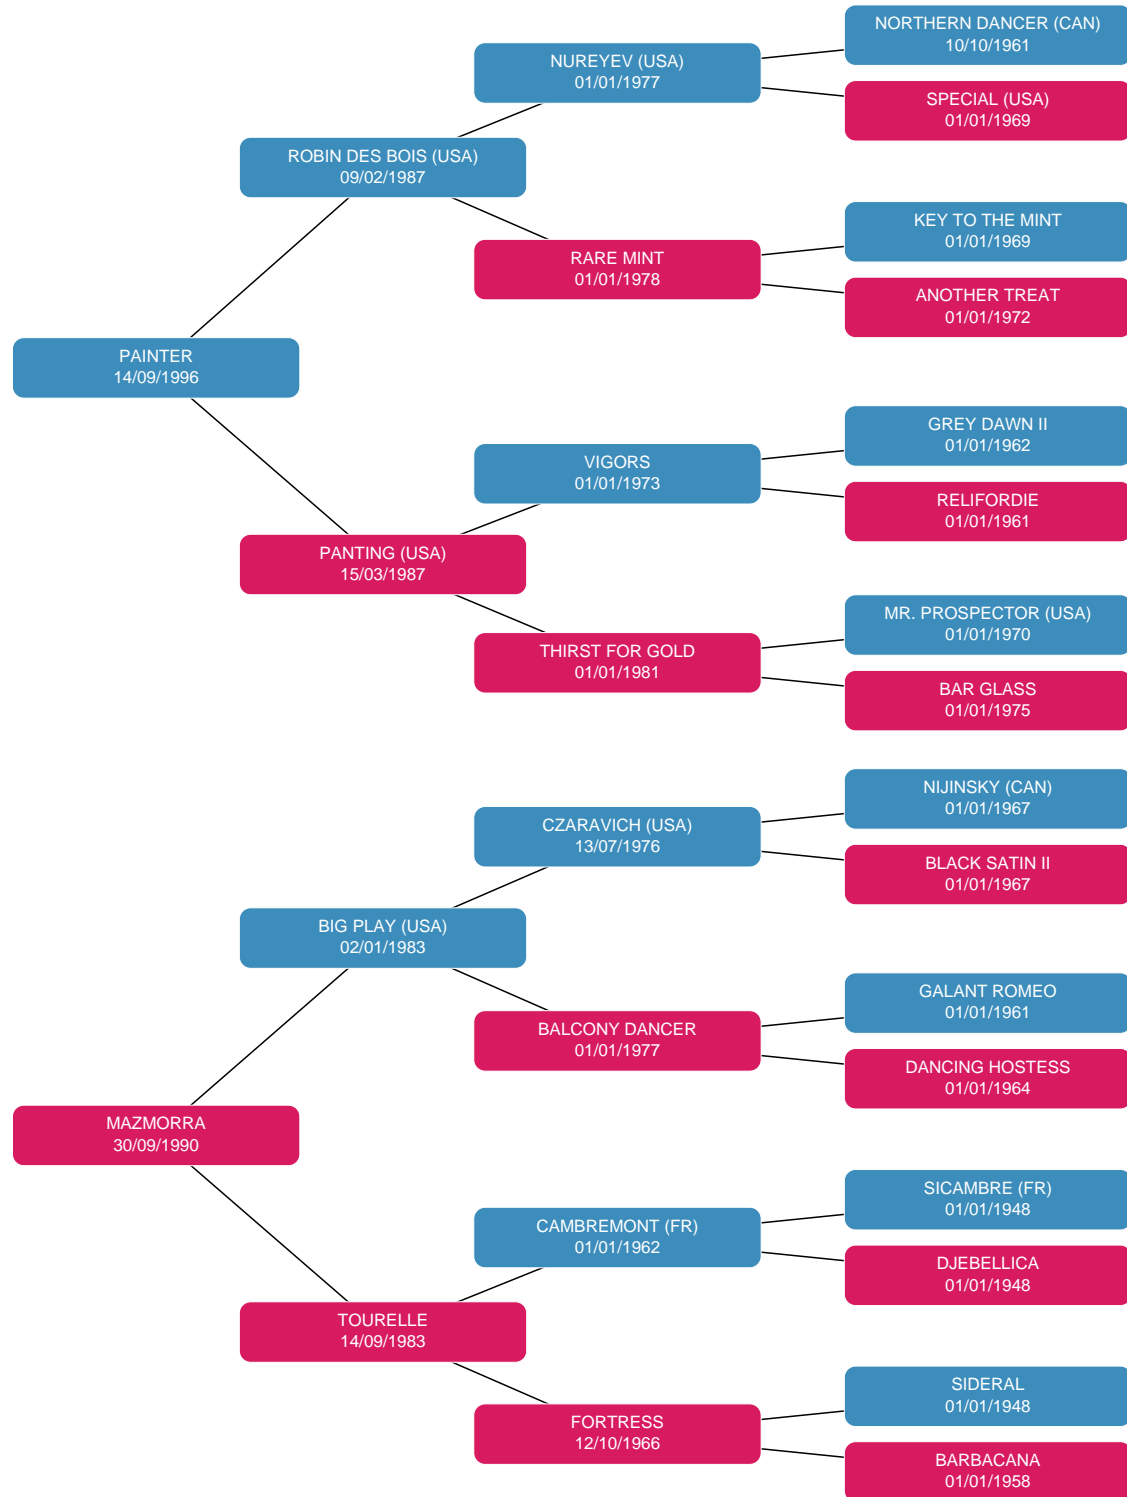 NORTHERN DANCER (CAN)
10/10/1961
NUREYEV (USA)
01/01/1977
SPECIAL (USA)
01/01/1969
ROBIN DES BOIS (USA)
09/02/1987
KEY TO THE MINT
01/01/1969
RARE MINT
01/01/1978
ANOTHER TREAT
01/01/1972
PAINTER
14/09/1996
GREY DAWN II
01/01/1962
VIGORS
01/01/1973
RELIFORDIE
01/01/1961
PANTING (USA)
15/03/1987
MR. PROSPECTOR (USA)
01/01/1970
THIRST FOR GOLD
01/01/1981
BAR GLASS
01/01/1975
NIJINSKY (CAN)
01/01/1967
CZARAVICH (USA)
13/07/1976
BLACK SATIN II
01/01/1967
BIG PLAY (USA)
02/01/1983
GALANT ROMEO
01/01/1961
BALCONY DANCER
01/01/1977
DANCING HOSTESS
01/01/1964
MAZMORRA
30/09/1990
SICAMBRE (FR)
01/01/1948
CAMBREMONT (FR)
01/01/1962
DJEBELLICA
01/01/1948
TOURELLE
14/09/1983
SIDERAL
01/01/1948
FORTRESS
12/10/1966
BARBACANA
01/01/1958